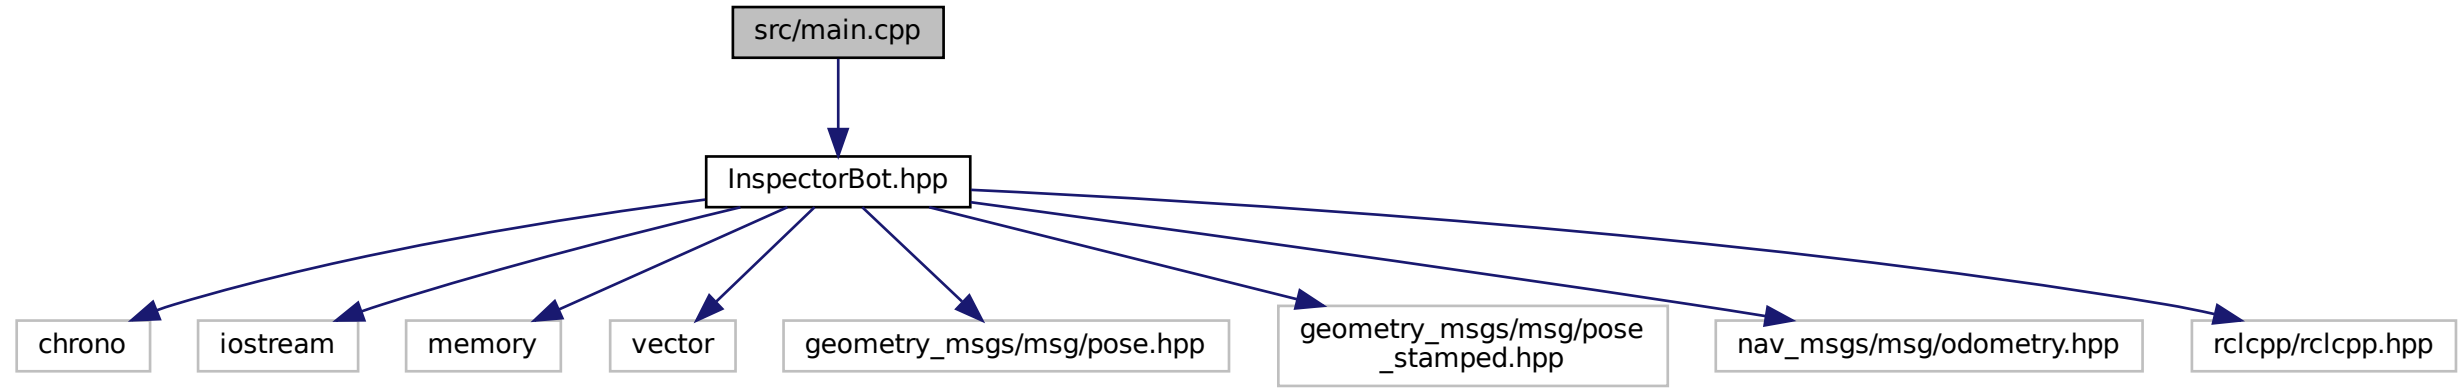 src/main.cpp
InspectorBot.hpp
chrono
iostream
memory
vector
geometry_msgs/msg/pose.hpp
geometry_msgs/msg/pose
_stamped.hpp
nav_msgs/msg/odometry.hpp
rclcpp/rclcpp.hpp